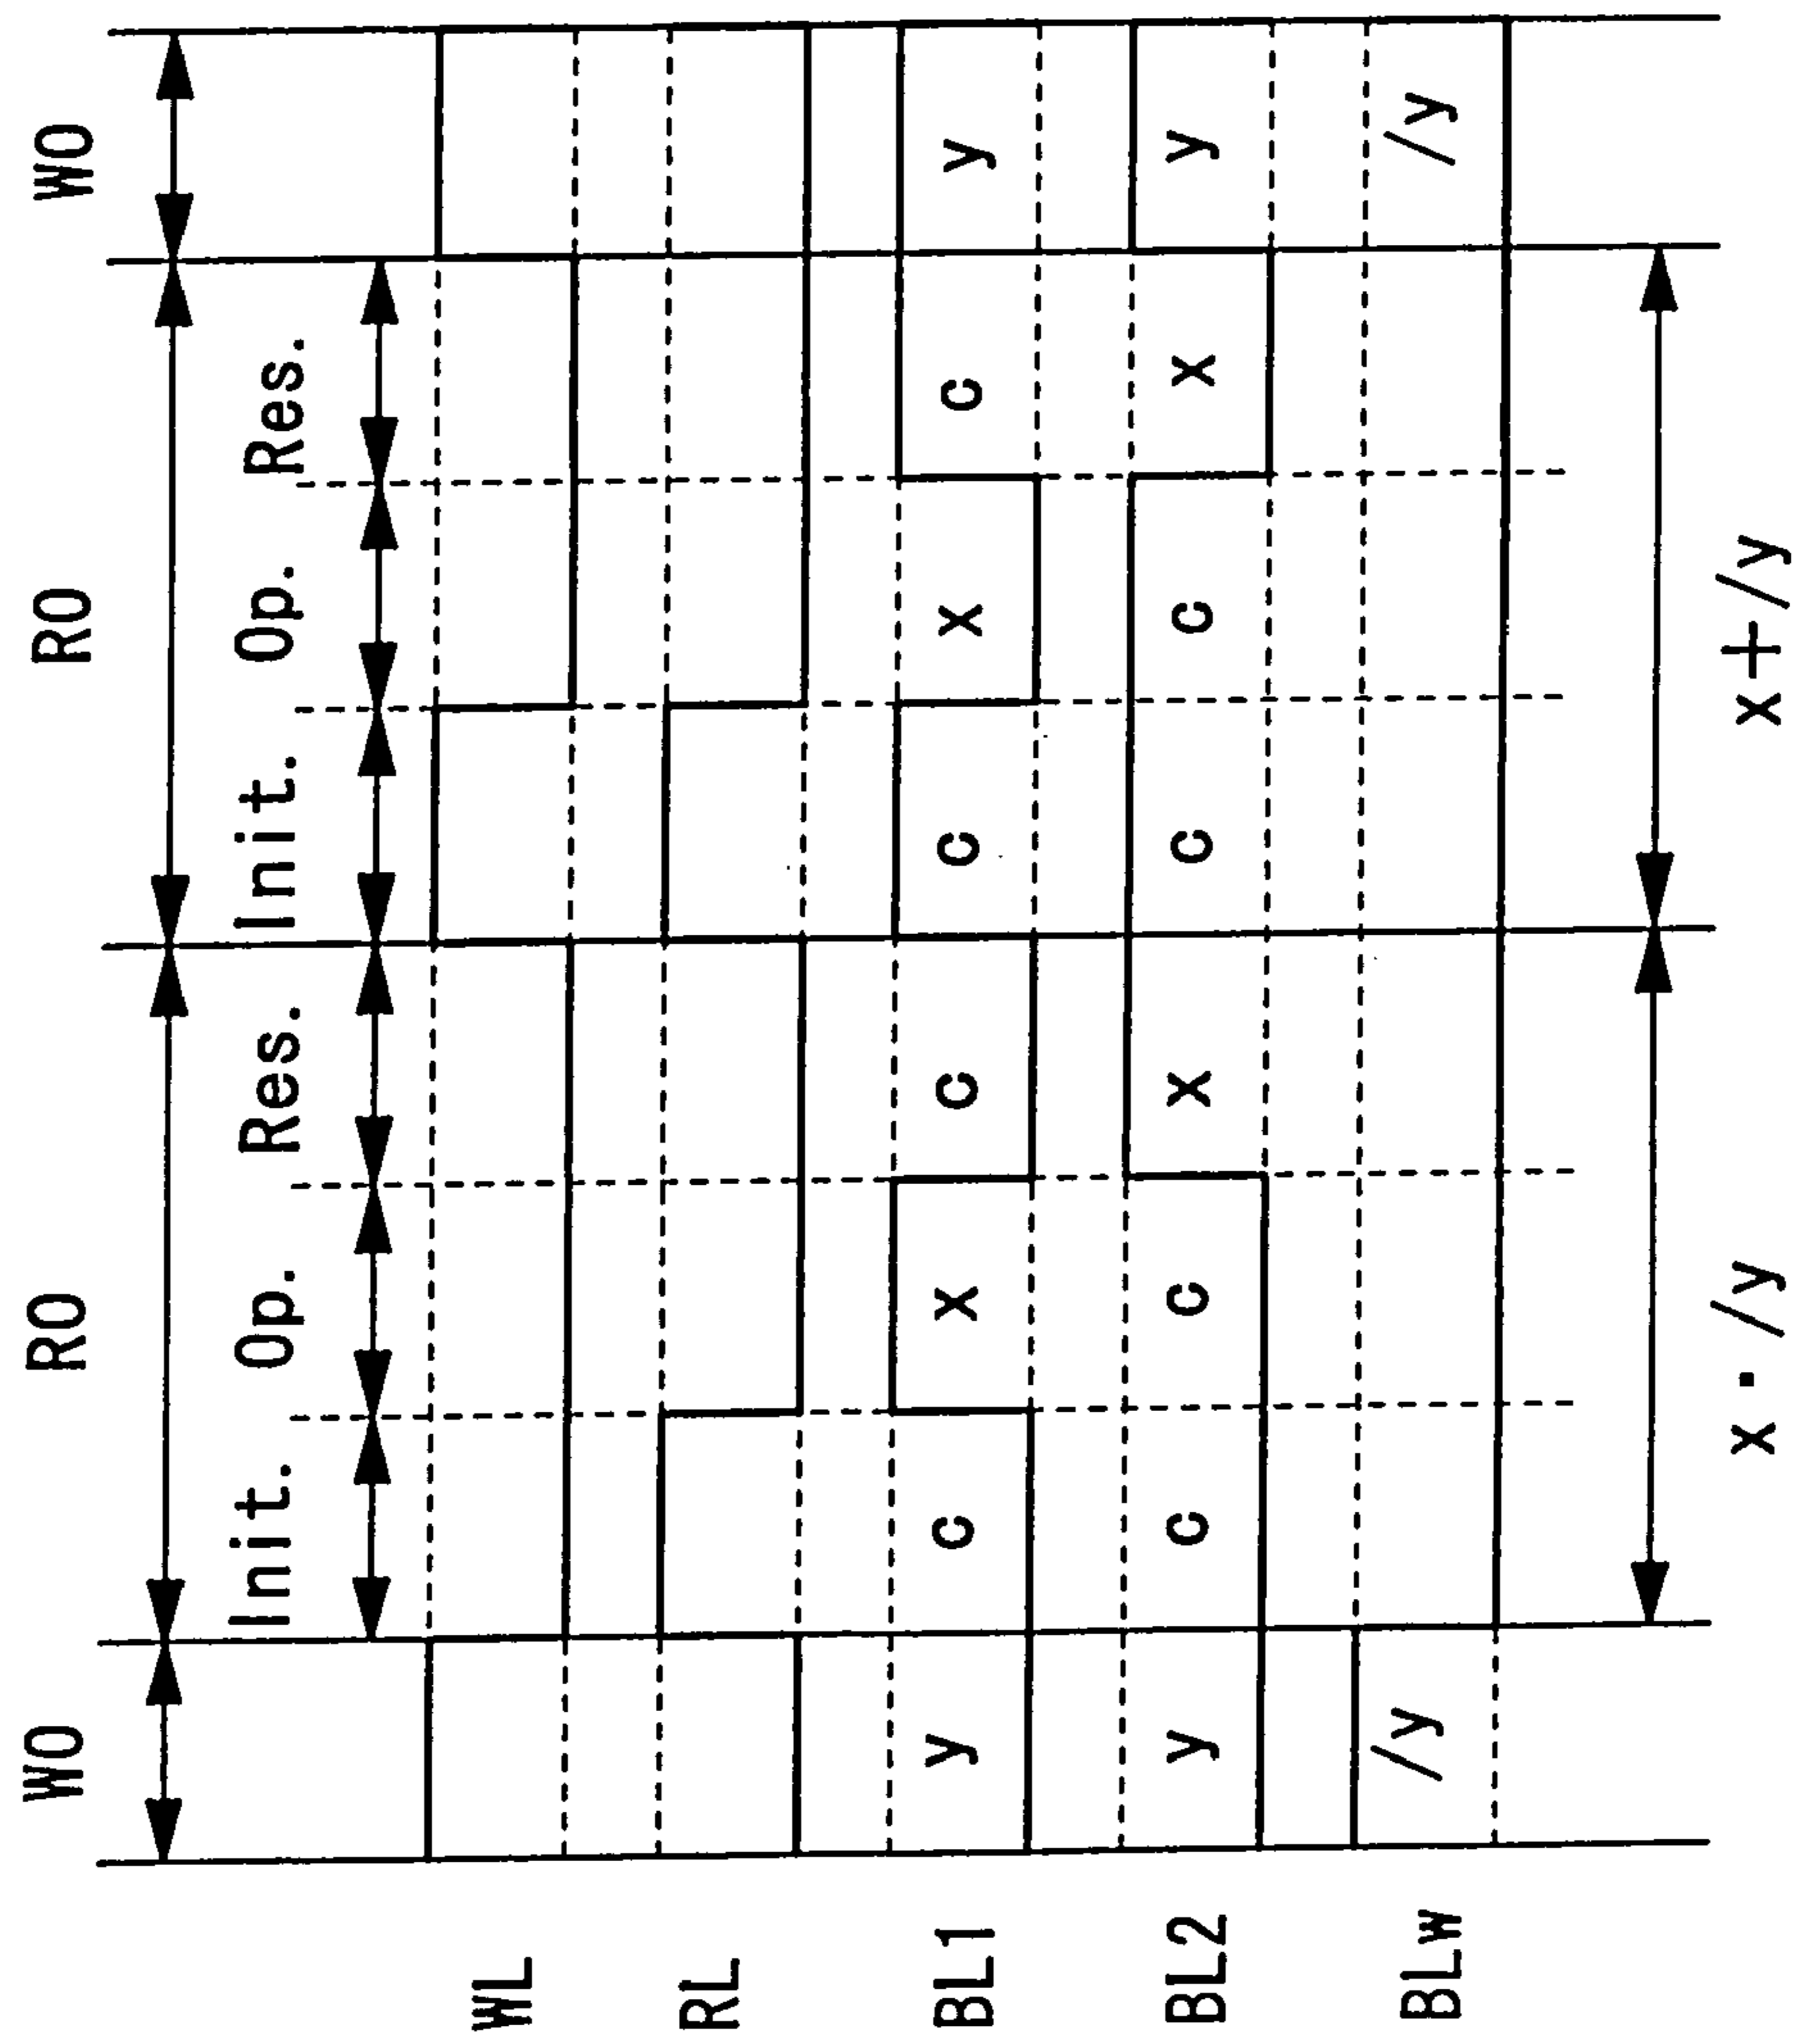 WO RO RO WO
Init. Op. Res. Init. Op. Res.
WL
RL
BL1 y c x c c x c y
BL2 y c c x c c x y
BLw /y /y
x・/y x+/y